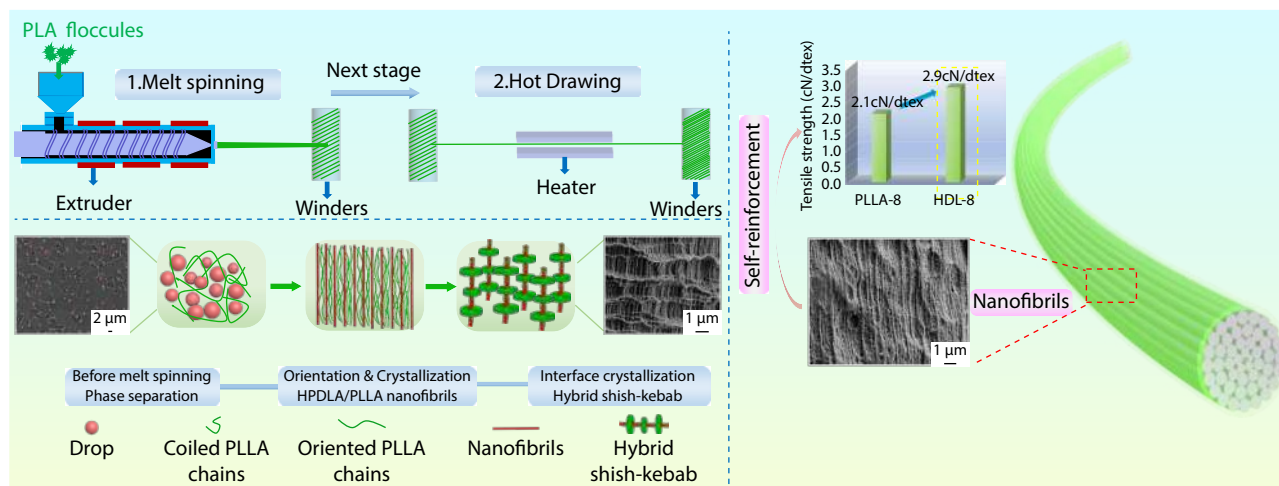 PLA floccules
1.Melt spinning
Next stage
2.Hot Drawing
Extruder
Winders
Heater
Winders
2 μm
1 μm
Before melt spinning
Phase separation
Orientation & Crystallization
HPDLA/PLLA nanofibrils
Interface crystallization
Hybrid shish-kebab
Drop
Coiled PLLA
chains
Oriented PLLA
chains
Nanofibrils
Hybrid
shish-kebab
Self-reinforcement
Tensile strength (cN/dtex)
3.5
3.0
2.5
2.0
1.5
1.0
0.5
0.0
2.1cN/dtex
2.9cN/dtex
PLLA-8
HDL-8
1 μm
Nanofibrils